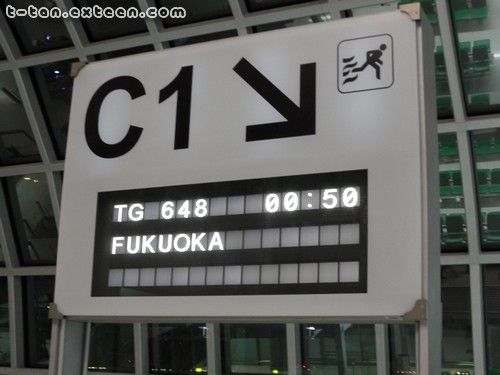 t-tan.exteen.com
C1
TG 648 00:50
FUKUOKA